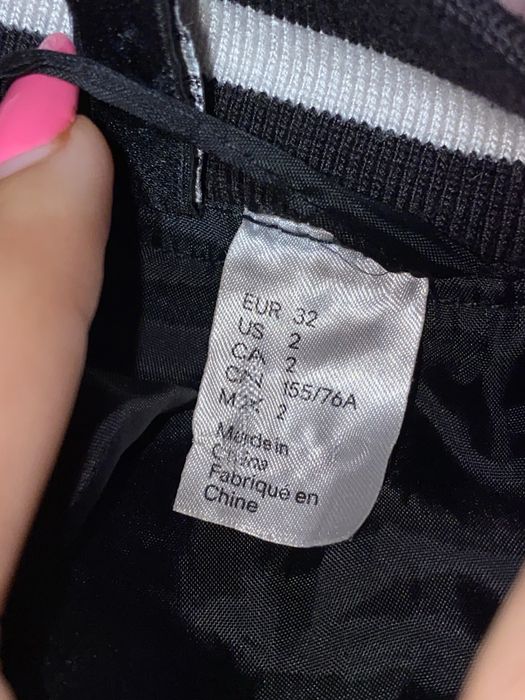 EUR 32
US 2
CA 2
CN 155/76A
MX 2
Made in
China
Fabriqué en
Chine